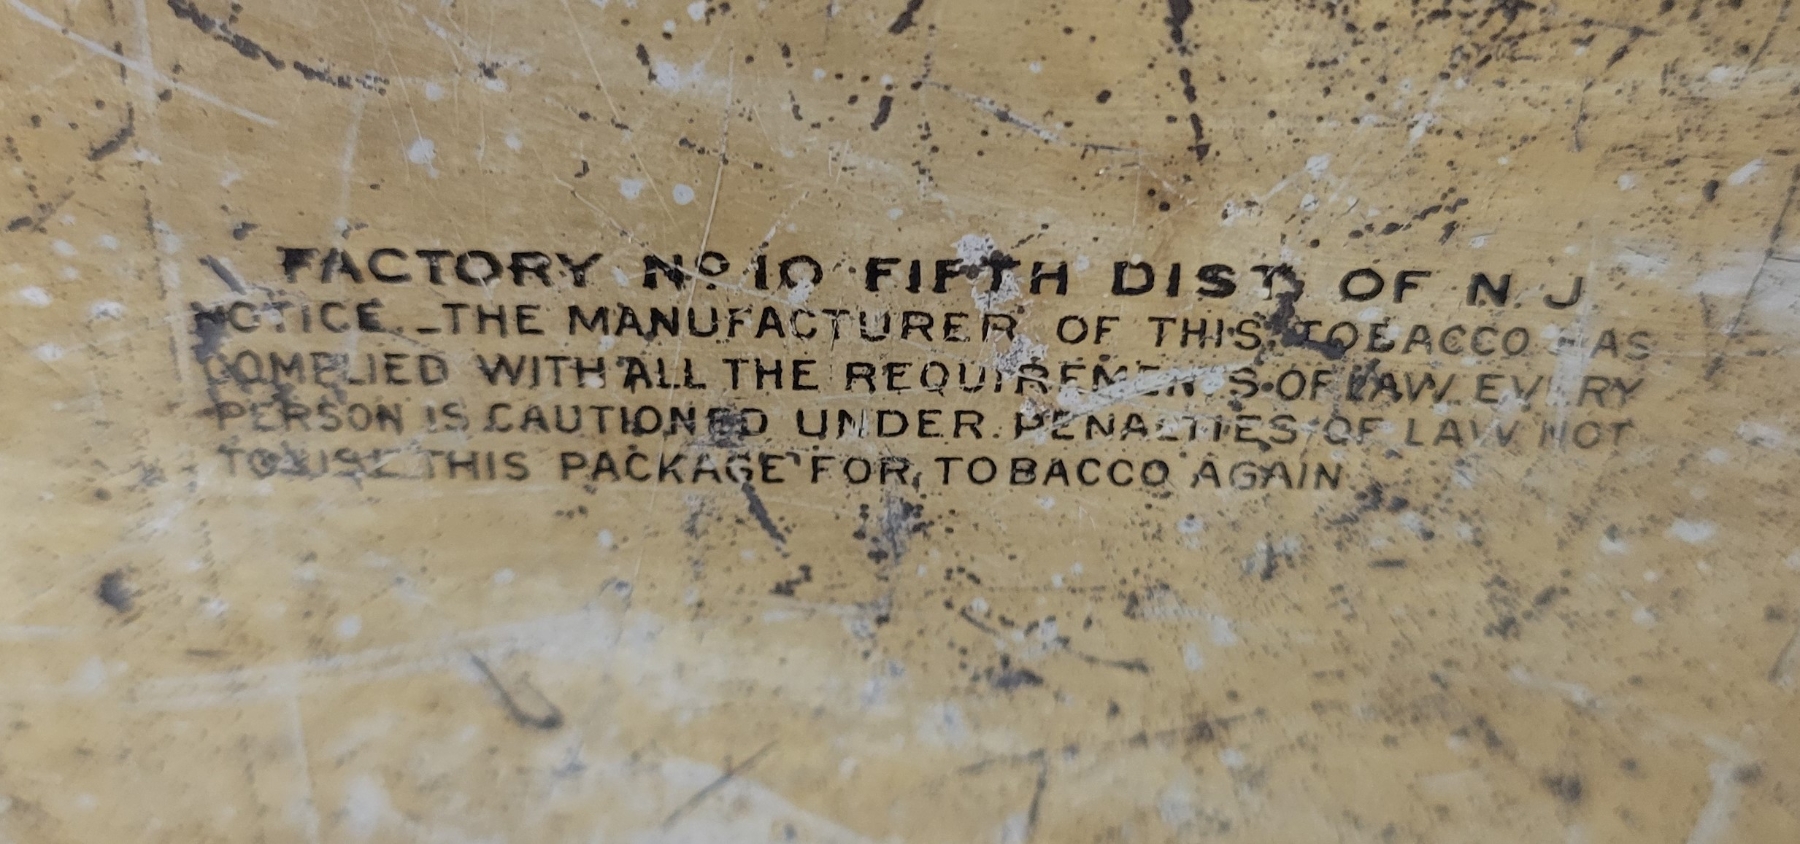 FACTORY No 10 FIFTH DIST. OF N. J.
NOTICE._THE MANUFACTURER OF THIS TOBACCO HAS
COMPLIED WITH ALL THE REQUIREMENTS OF LAW. EVERY
PERSON IS CAUTIONED UNDER PENALTIES OF LAW NOT
TO USE THIS PACKAGE FOR TOBACCO AGAIN